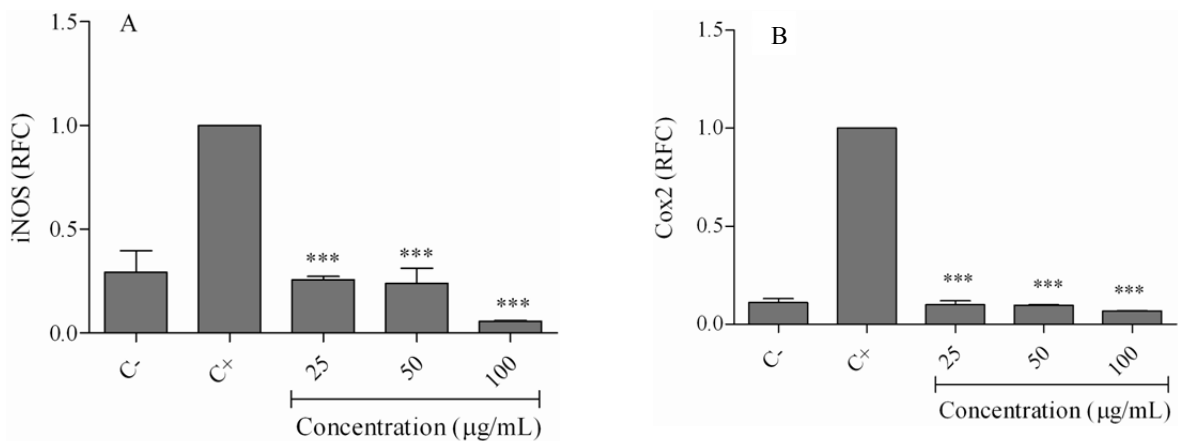 A
1.5
1.0
0.5
0.0
iNOS (RFC)
***
***
***
C-
C+
25
50
100
Concentration (µg/mL)
B
1.5
1.0
0.5
0.0
Cox2 (RFC)
***
***
***
C-
C+
25
50
100
Concentration (µg/mL)